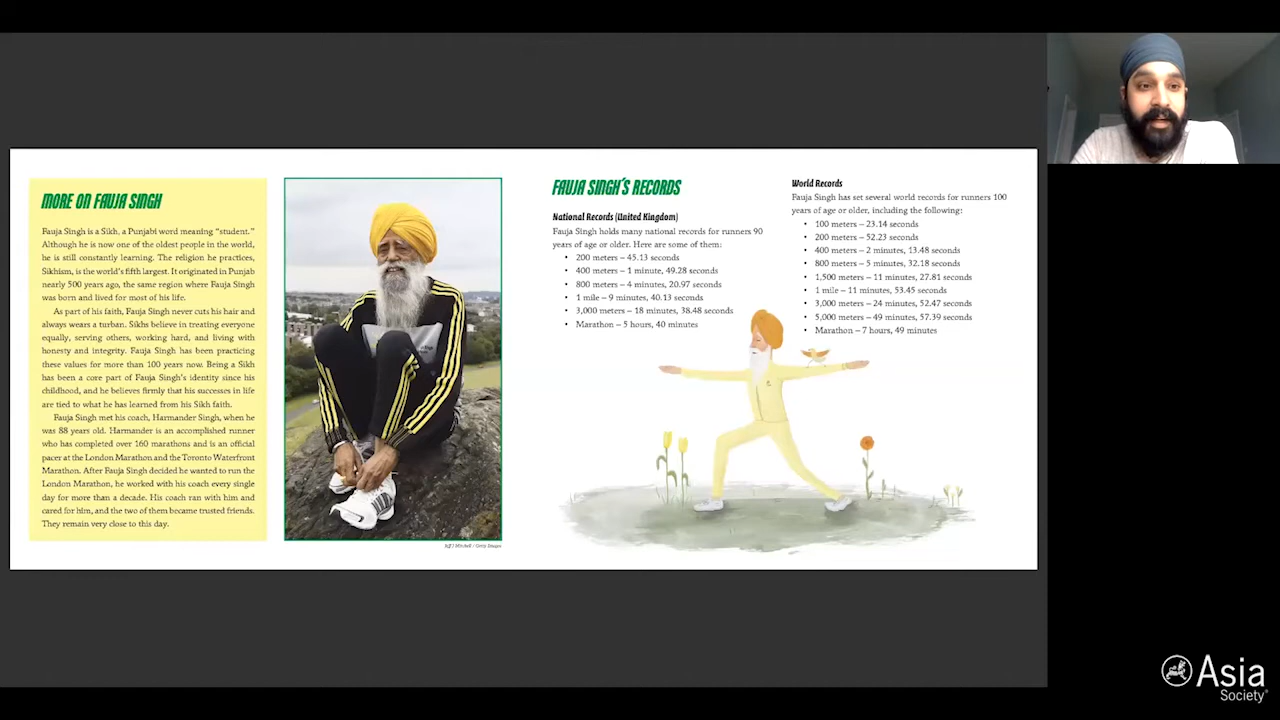 MORE ON FAUJA SINGH
Fauja Singh is a Sikh, a Punjabi word meaning “student.”
Although he is now one of the oldest people in the world,
he is still constantly learning. The religion he practices,
Sikhism, is the world’s fifth largest. It originated in Punjab
nearly 500 years ago, the same region where Fauja Singh
was born and lived for most of his life.
As part of his faith, Fauja Singh never cuts his hair and
always wears a turban. Sikhs believe in treating everyone
equally, serving others, working hard, and living with
honesty and integrity. Fauja Singh has been practicing
these values for more than 100 years now. Being a Sikh
has been a core part of Fauja Singh’s identity since his
childhood, and he believes firmly that his successes in life
are tied to what he has learned from his Sikh faith.
Fauja Singh met his coach, Harmander Singh, when he
was 88 years old. Harmander is an accomplished runner
who has completed over 160 marathons and is an official
pacer at the London Marathon and the Toronto Waterfront
Marathon. After Fauja Singh decided he wanted to run the
London Marathon, he worked with his coach every single
day for more than a decade. His coach ran with him and
cared for him, and the two of them became trusted friends.
They remain very close to this day.
Jeff J Mitchell / Getty Images
FAUJA SINGH’S RECORDS
National Records (United Kingdom)
Fauja Singh holds many national records for runners 90
years of age or older. Here are some of them:
• 200 meters – 45.13 seconds
• 400 meters – 1 minute, 49.28 seconds
• 800 meters – 4 minutes, 20.97 seconds
• 1 mile – 9 minutes, 40.13 seconds
• 3,000 meters – 18 minutes, 38.48 seconds
• Marathon – 5 hours, 40 minutes
World Records
Fauja Singh has set several world records for runners 100
years of age or older, including the following:
• 100 meters – 23.14 seconds
• 200 meters – 52.23 seconds
• 400 meters – 2 minutes, 13.48 seconds
• 800 meters – 5 minutes, 32.18 seconds
• 1,500 meters – 11 minutes, 27.81 seconds
• 1 mile – 11 minutes, 53.45 seconds
• 3,000 meters – 24 minutes, 52.47 seconds
• 5,000 meters – 49 minutes, 57.39 seconds
• Marathon – 7 hours, 49 minutes
Asia
Society